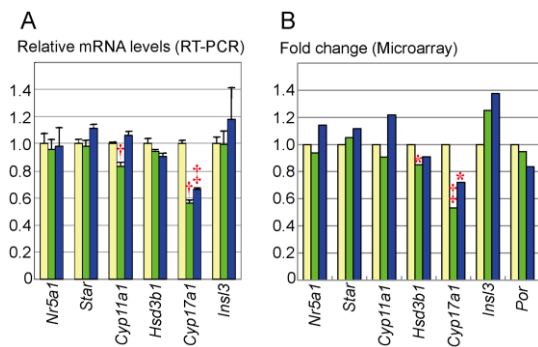 A
Relative mRNA levels (RT-PCR)
1.4
1.2
1.0
0.8
0.6
0.4
0.2
0
†
†
‡
Nr5a1
Star
Cyp11a1
Hsd3b1
Cyp17a1
Insl3
B
Fold change (Microarray)
1.4
1.2
1.0
0.8
0.6
0.4
0.2
0
*
‡
*
Nr5a1
Star
Cyp11a1
Hsd3b1
Cyp17a1
Insl3
Por